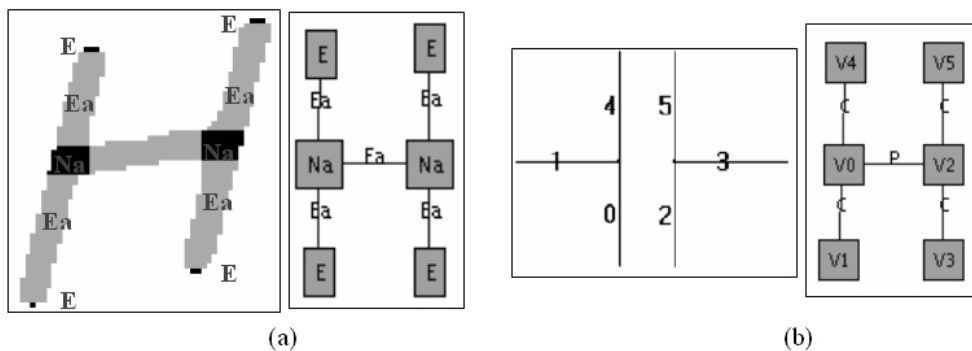 E E
Ea Ea
Na Na
Ea Ea
E E
E E
Ea Ea
Na Ea Na
Ea Ea
E E
4 5
1 3
0 2
V4 V5
C C
V0 P V2
C C
V1 V3
(a) (b)